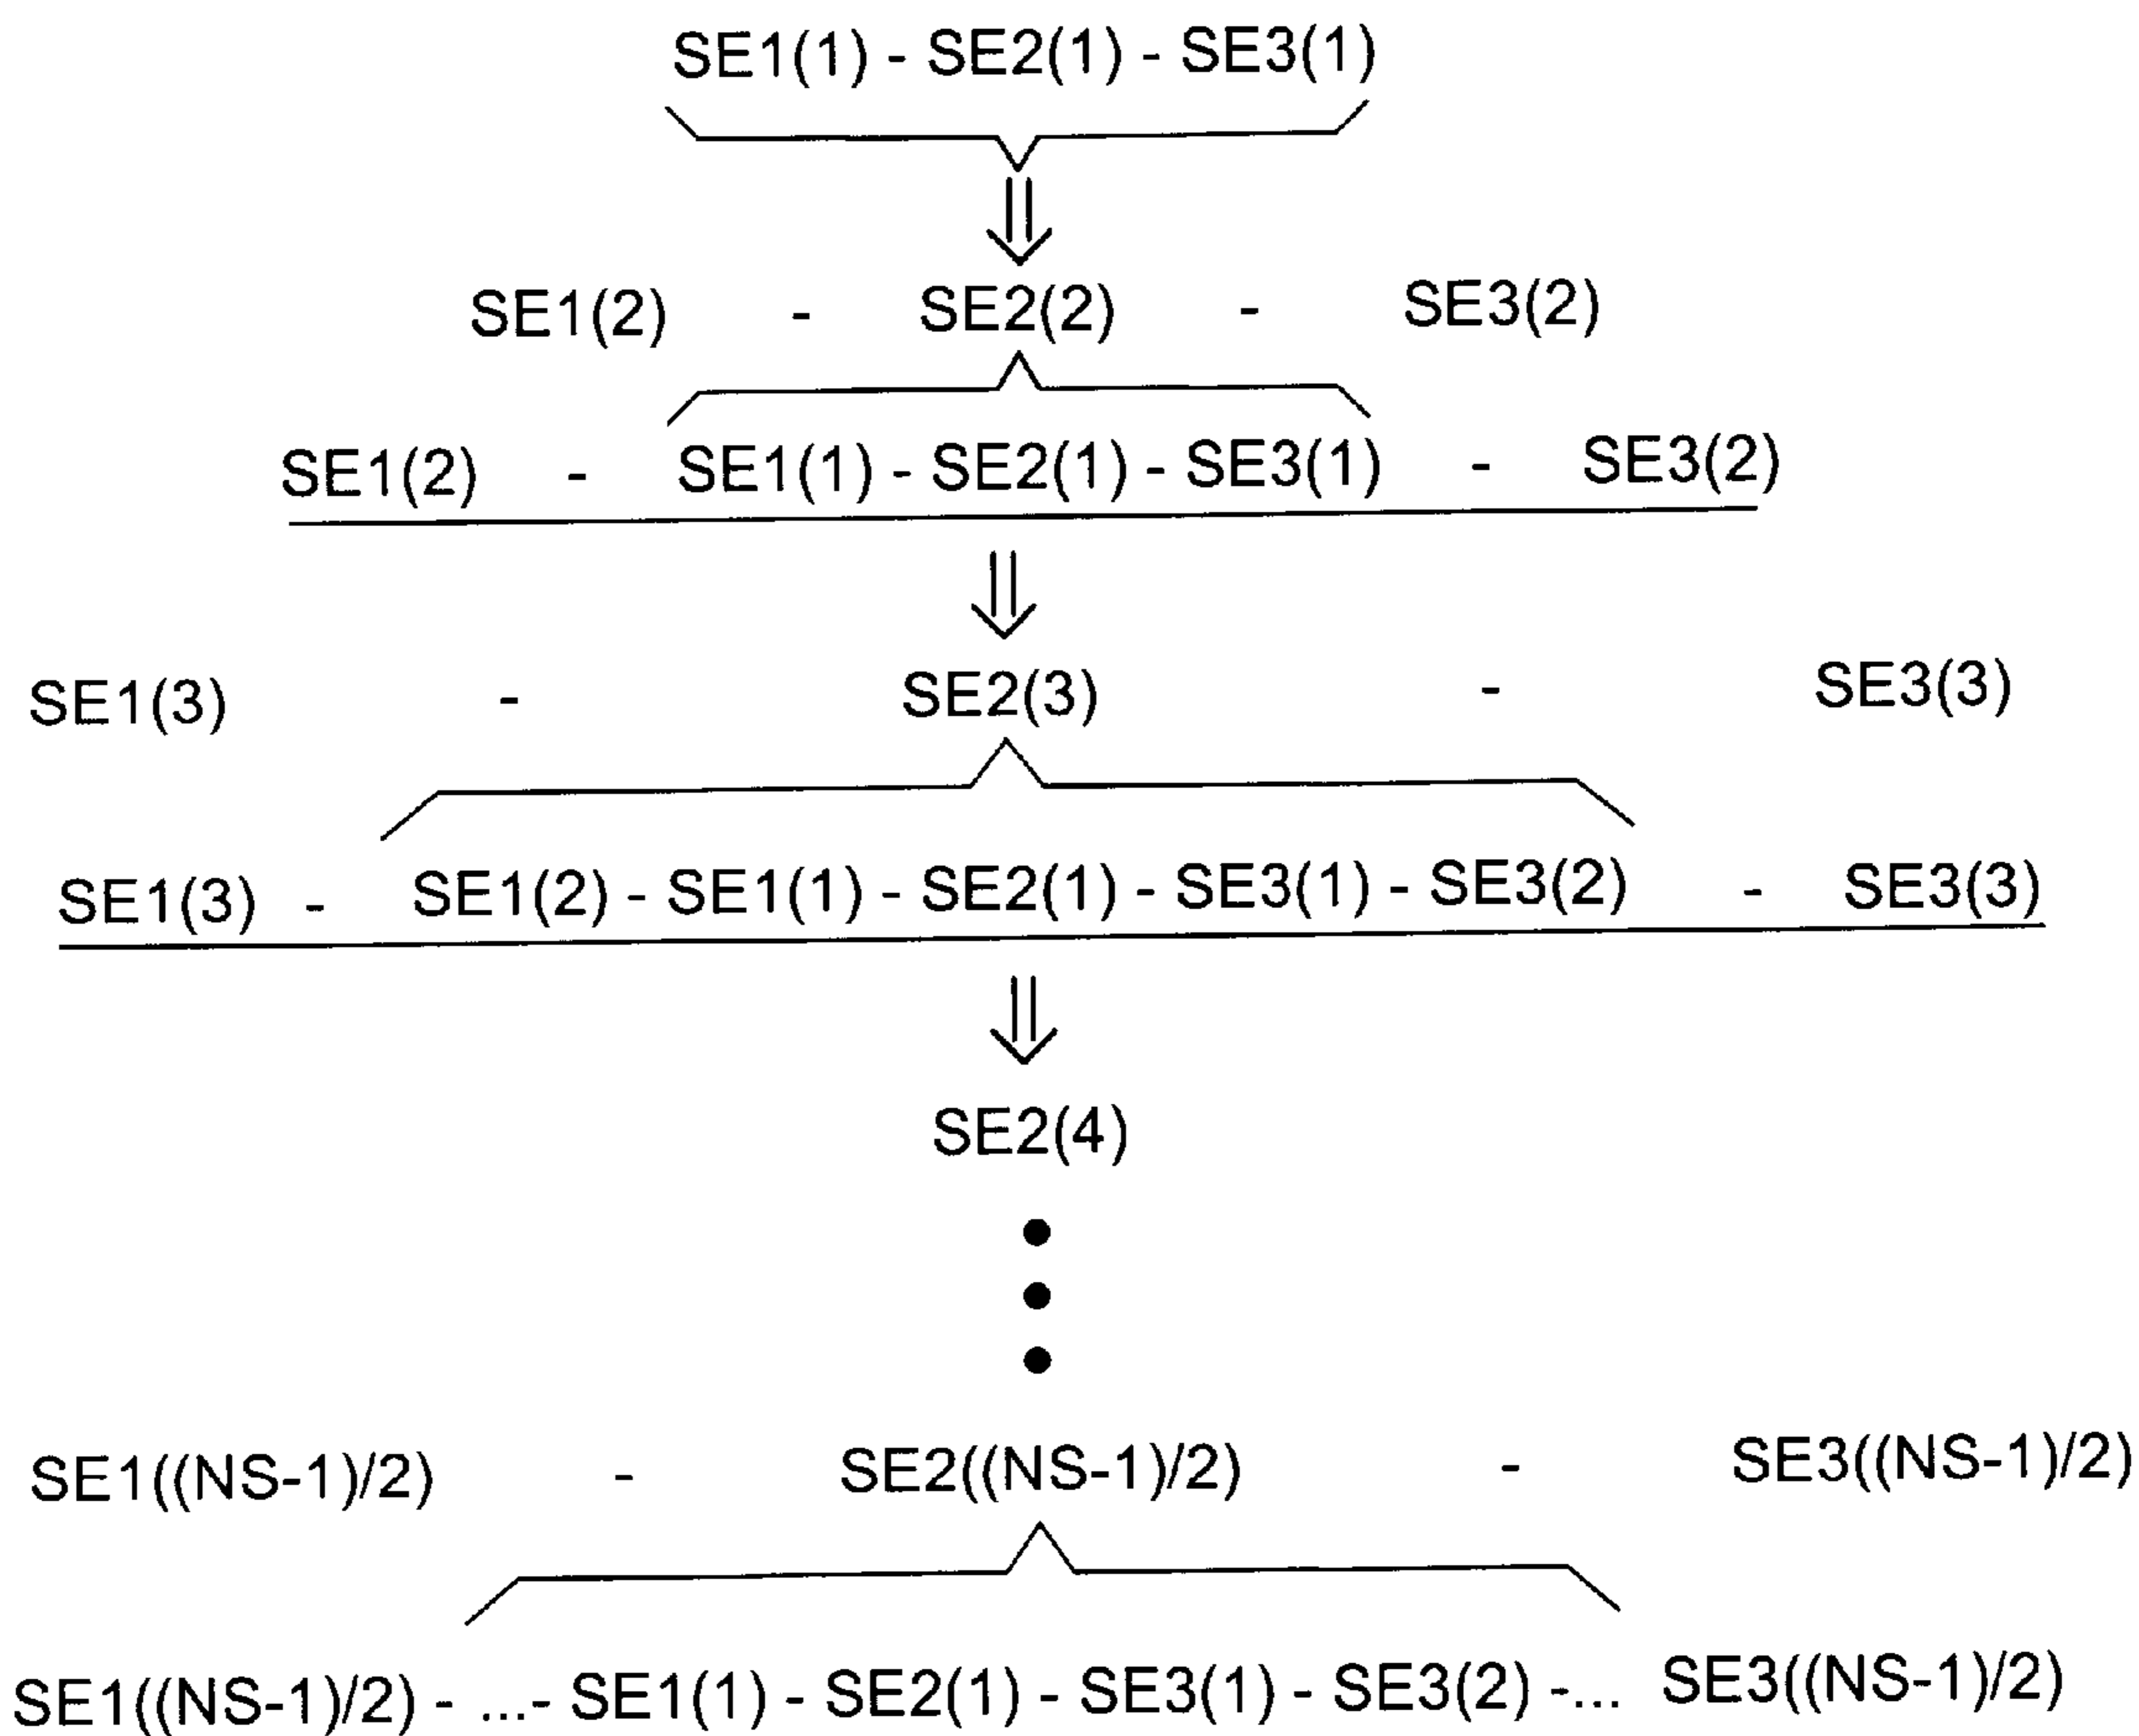 SE1(1) - SE2(1) - SE3(1)
SE1(2) - SE2(2) - SE3(2)
SE1(2) - SE1(1) - SE2(1) - SE3(1) - SE3(2)
SE1(3) - SE2(3) - SE3(3)
SE1(3) - SE1(2) - SE1(1) - SE2(1) - SE3(1) - SE3(2) - SE3(3)
SE2(4)
SE1((NS-1)/2) - SE2((NS-1)/2) - SE3((NS-1)/2)
SE1((NS-1)/2) - ...- SE1(1) - SE2(1) - SE3(1) - SE3(2) -... SE3((NS-1)/2)